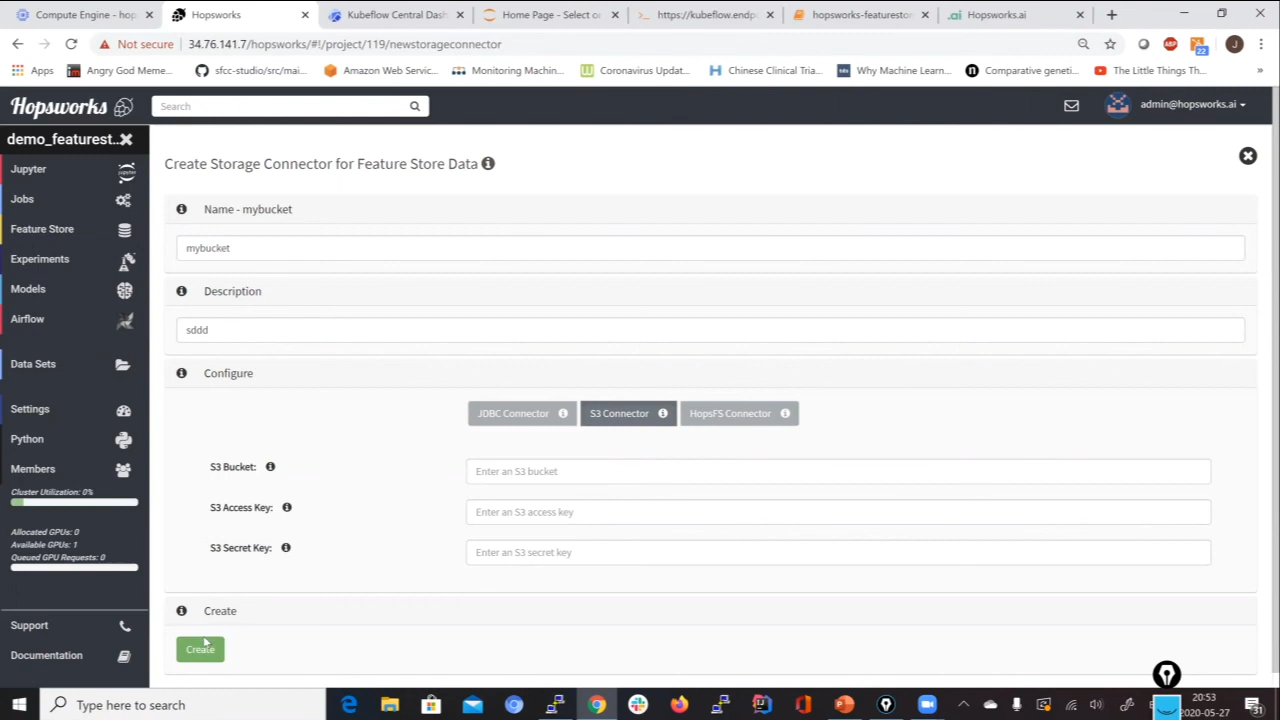 Compute Engine - hop
Hopsworks
Kubeflow Central Dash
Home Page - Select or
https://kubeflow.endp
hopsworks-featurestor
Hopsworks.ai
Not secure
34.76.141.7/hopsworks/#!/project/119/newstorageconnector
Apps
Angry God Meme...
sfcc-studio/src/mai...
Amazon Web Servic...
Monitoring Machin...
Coronavirus Updat...
Chinese Clinical Tria...
Why Machine Learn...
Comparative geneti...
The Little Things Th...
22
J
»
Hopsworks
Search
admin@hopsworks.ai
demo_featurest..
Jupyter
Jobs
Feature Store
Experiments
Models
Airflow
Data Sets
Settings
Python
Members
Cluster Utilization: 0%
Allocated GPUs: 0
Available GPUs: 1
Queued GPU Requests: 0
Support
Documentation
Create Storage Connector for Feature Store Data
Name - mybucket
mybucket
Description
sddd
Configure
JDBC Connector
S3 Connector
HopsFS Connector
S3 Bucket:
Enter an S3 bucket
S3 Access Key:
Enter an S3 access key
S3 Secret Key:
Enter an S3 secret key
Create
Create
Type here to search
20:53
2020-05-27
31